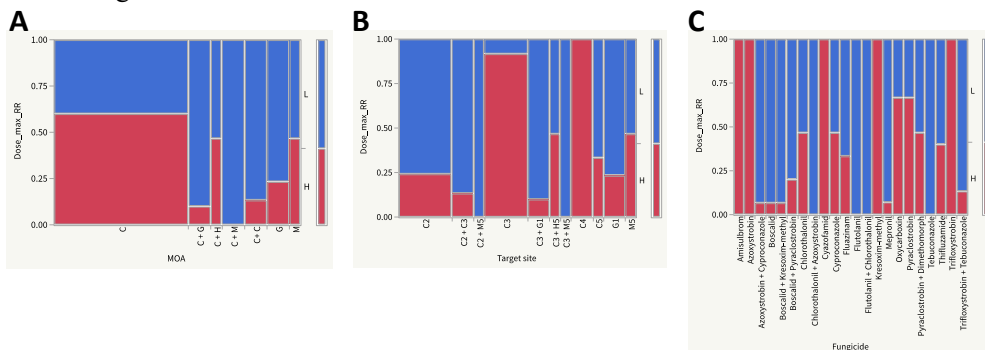 A
1.00
0.75
0.50
0.25
0.00
Dose_max_RR
C
C + G
C + H
C + M
C + C
G
M
MOA
L
H
B
1.00
0.75
0.50
0.25
0.00
Dose_max_RR
C2
C2 + C3
C2 + M5
C3
C3 + G1
C3 + H5
C3 + M5
C4
C5
G1
M5
Target site
L
H
C
1.00
0.75
0.50
0.25
0.00
Dose_max_RR
Amisulbrom
Azoxystrobin
Azoxystrobin + Cyproconazole
Boscalid
Boscalid + Kresoxim-methyl
Boscalid + Pyraclostrobin
Chlorothalonil
Chlorothalonil + Azoxystrobin
Cyazofamid
Cyproconazole
Fluazinam
Flutolanil
Flutolanil + Chlorothalonil
Kresoxim-methyl
Mepronil
Oxycarboxin
Pyraclostrobin
Pyraclostrobin + Dimethomorph
Tebuconazole
Thifluzamide
Trifloxystrobin
Trifloxystrobin + Tebuconazole
Fungicide
L
H